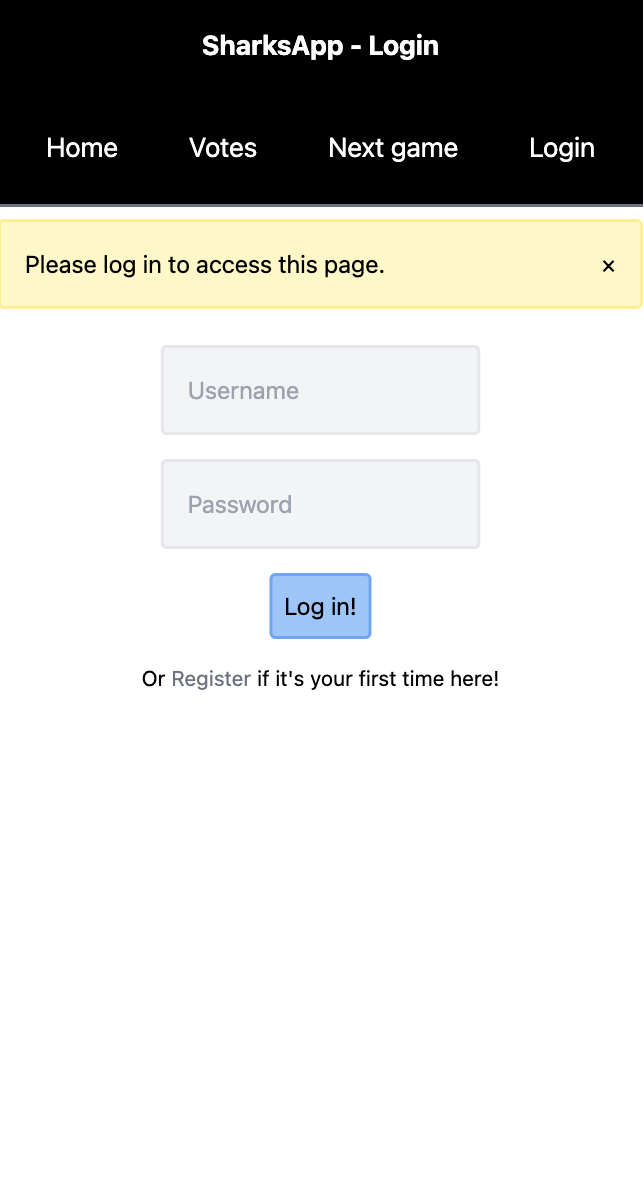 SharksApp - Login
Home Votes Next game Login
Please log in to access this page. ×
Username
Password
Log in!
Or Register if it's your first time here!